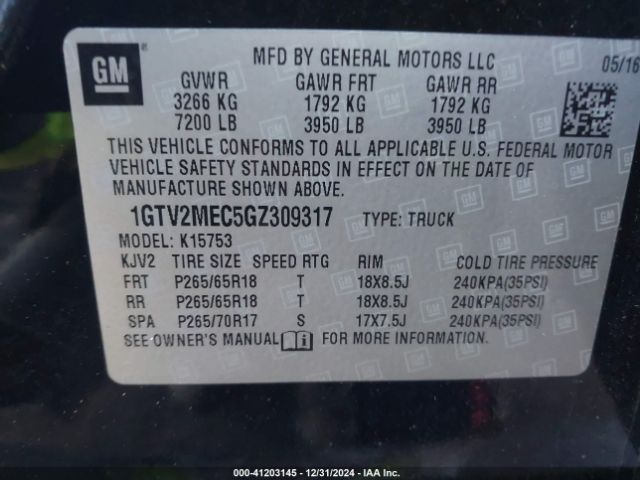 GM
MFD BY GENERAL MOTORS LLC 05/16
GVWR GAWR FRT GAWR RR
3266 KG 1792 KG 1792 KG
7200 LB 3950 LB 3950 LB
THIS VEHICLE CONFORMS TO ALL APPLICABLE U.S. FEDERAL MOTOR
VEHICLE SAFETY STANDARDS IN EFFECT ON THE DATE OF
MANUFACTURE SHOWN ABOVE.
1GTV2MEC5GZ309317 TYPE: TRUCK
MODEL: K15753
KJV2 TIRE SIZE SPEED RTG RIM COLD TIRE PRESSURE
FRT P265/65R18 T 18X8.5J 240KPA(35PSI)
RR P265/65R18 T 18X8.5J 240KPA(35PSI)
SPA P265/70R17 S 17X7.5J 240KPA(35PSI)
SEE OWNER'S MANUAL FOR MORE INFORMATION.
000-41203145 - 12/31/2024 - IAA Inc.